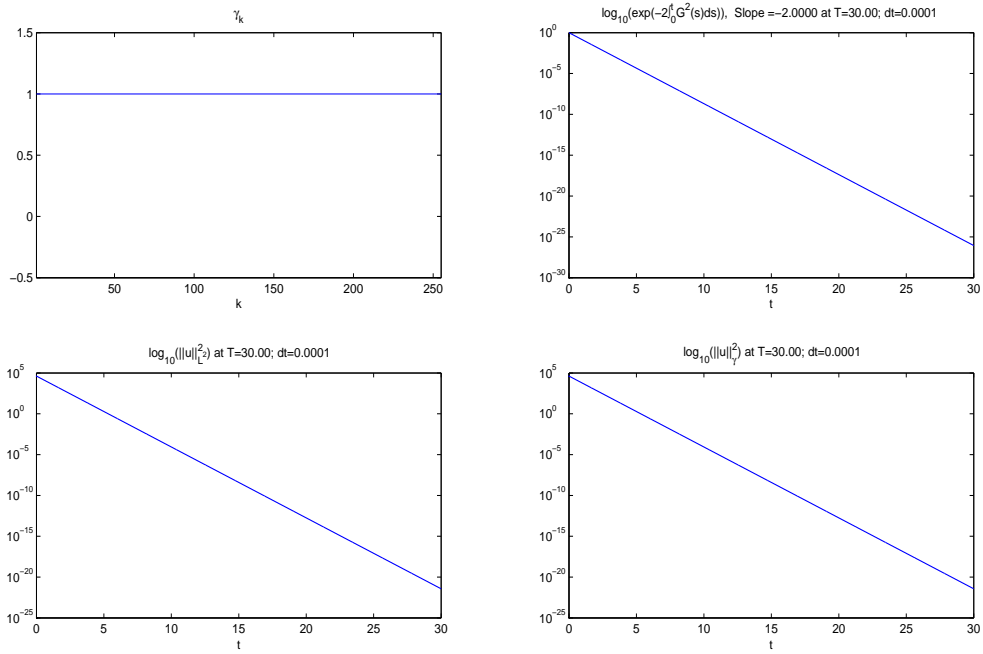 γk
1.5
1
0.5
0
−0.5
50 100 150 200 250
k
log10(exp(−2∫0^t G^2(s)ds)), Slope =−2.0000 at T=30.00; dt=0.0001
10^0
10^−5
10^−10
10^−15
10^−20
10^−25
10^−30
0 5 10 15 20 25 30
t
log10(||u||^2_L^2) at T=30.00; dt=0.0001
10^5
10^0
10^−5
10^−10
10^−15
10^−20
10^−25
0 5 10 15 20 25 30
t
log10(||u||^2_γ) at T=30.00; dt=0.0001
10^5
10^0
10^−5
10^−10
10^−15
10^−20
10^−25
0 5 10 15 20 25 30
t